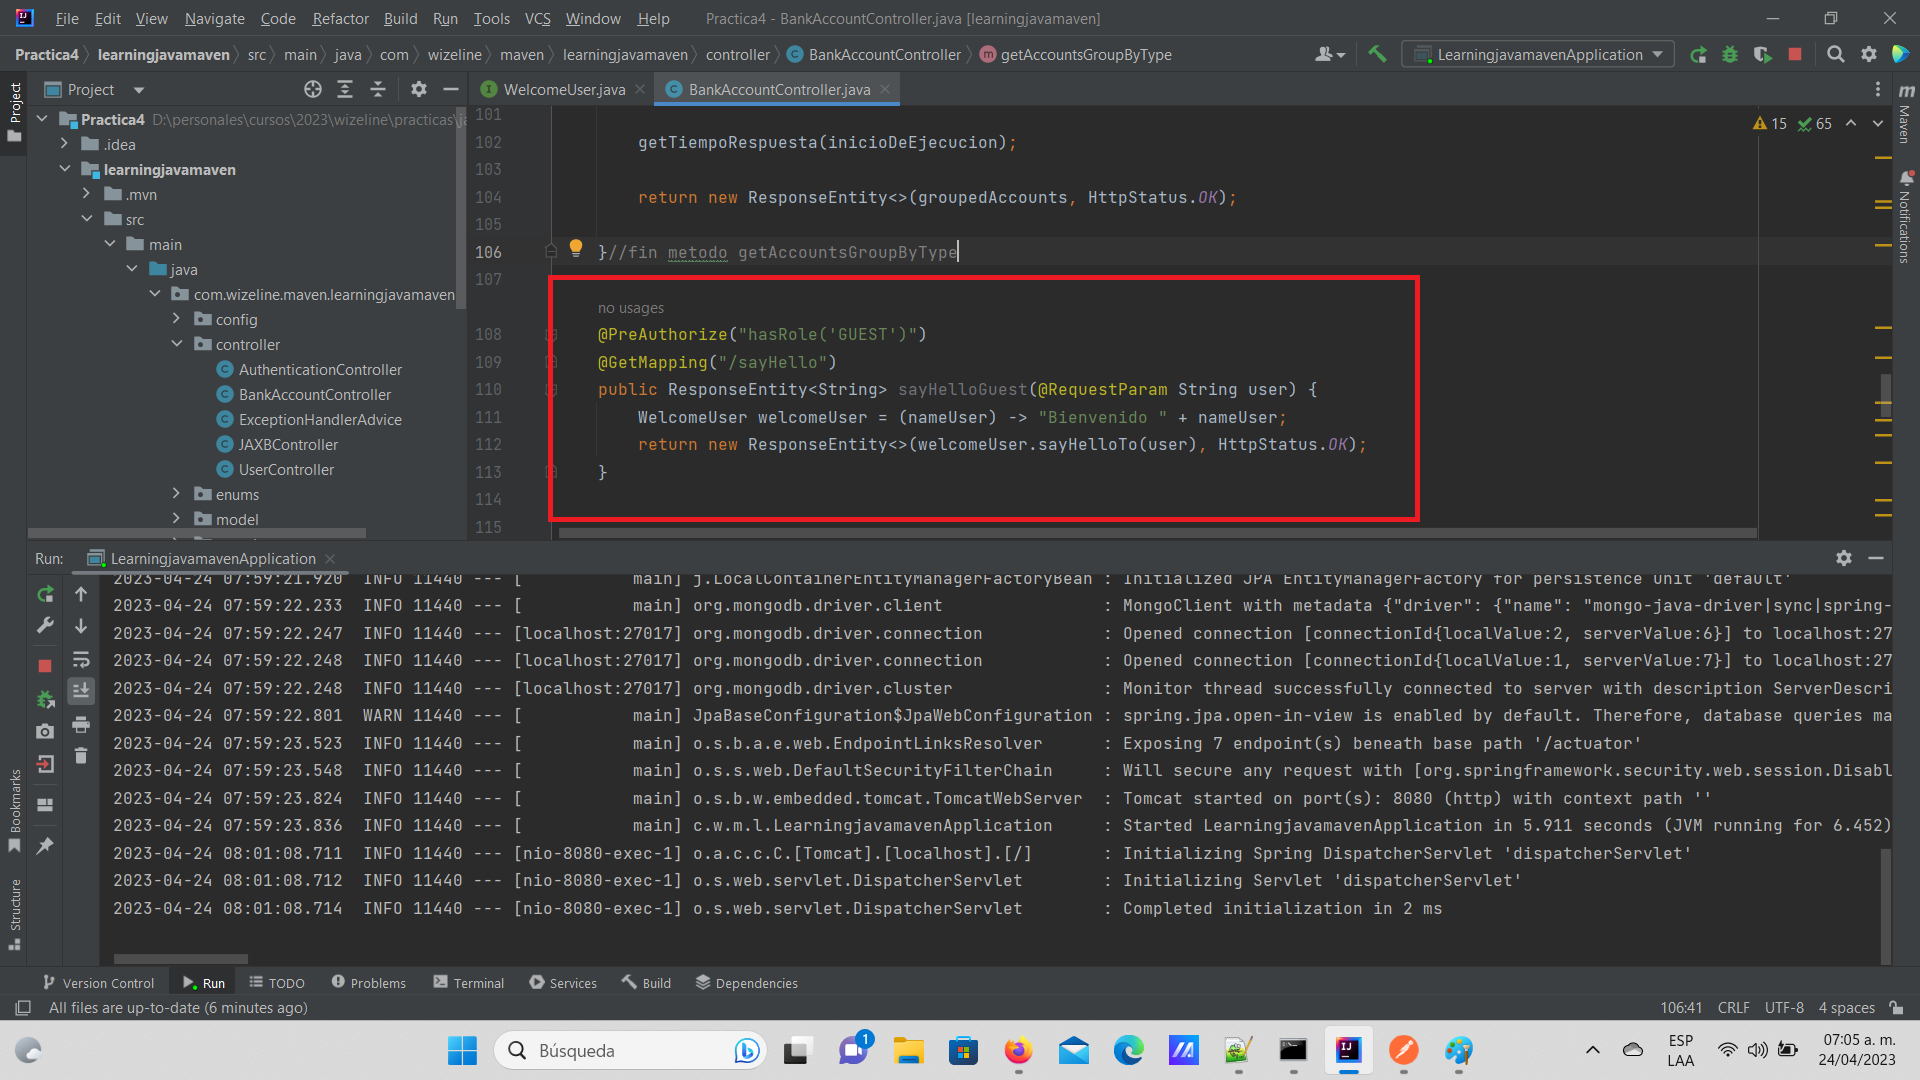 File Edit View Navigate Code Refactor Build Run Tools VCS Window Help Practica4 - BankAccountController.java [learningjavamaven]
Practica4 learningjavamaven src main java com wizeline maven learningjavamaven controller BankAccountController getAccountsGroupByType LearningjavamavenApplication
Project
WelcomeUser.java BankAccountController.java
Project
Practica4 D:\personales\cursos\2023\wizeline\practicas\
.idea
learningjavamaven
.mvn
src
main
java
com.wizeline.maven.learningjavamaven
config
controller
AuthenticationController
BankAccountController
ExceptionHandlerAdvice
JAXBController
UserController
enums
model
15 65
101
102 getTiempoRespuesta(inicioDeEjecucion);
103
104 return new ResponseEntity<>(groupedAccounts, HttpStatus.OK);
105
106 }//fin metodo getAccountsGroupByType
107
no usages
108 @PreAuthorize("hasRole('GUEST')")
109 @GetMapping("/sayHello")
110 public ResponseEntity<String> sayHelloGuest(@RequestParam String user) {
111 WelcomeUser welcomeUser = (nameUser) -> "Bienvenido " + nameUser;
112 return new ResponseEntity<>(welcomeUser.sayHelloTo(user), HttpStatus.OK);
113 }
114
115
m Maven
Notifications
Run: LearningjavamavenApplication
2023-04-24 07:59:21.920 INFO 11440 --- [ main] j.LocalContainerEntityManagerFactoryBean : Initialized JPA EntityManagerFactory for persistence unit 'default'
2023-04-24 07:59:22.233 INFO 11440 --- [ main] org.mongodb.driver.client : MongoClient with metadata {"driver": {"name": "mongo-java-driver|sync|spring-
2023-04-24 07:59:22.247 INFO 11440 --- [localhost:27017] org.mongodb.driver.connection : Opened connection [connectionId{localValue:2, serverValue:6}] to localhost:27
2023-04-24 07:59:22.248 INFO 11440 --- [localhost:27017] org.mongodb.driver.connection : Opened connection [connectionId{localValue:1, serverValue:7}] to localhost:27
2023-04-24 07:59:22.248 INFO 11440 --- [localhost:27017] org.mongodb.driver.cluster : Monitor thread successfully connected to server with description ServerDescri
2023-04-24 07:59:22.801 WARN 11440 --- [ main] JpaBaseConfiguration$JpaWebConfiguration : spring.jpa.open-in-view is enabled by default. Therefore, database queries ma
2023-04-24 07:59:23.523 INFO 11440 --- [ main] o.s.b.a.e.web.EndpointLinksResolver : Exposing 7 endpoint(s) beneath base path '/actuator'
2023-04-24 07:59:23.548 INFO 11440 --- [ main] o.s.s.web.DefaultSecurityFilterChain : Will secure any request with [org.springframework.security.web.session.Disabl
2023-04-24 07:59:23.824 INFO 11440 --- [ main] o.s.b.w.embedded.tomcat.TomcatWebServer : Tomcat started on port(s): 8080 (http) with context path ''
2023-04-24 07:59:23.836 INFO 11440 --- [ main] c.w.m.l.LearningjavamavenApplication : Started LearningjavamavenApplication in 5.911 seconds (JVM running for 6.452)
2023-04-24 08:01:08.711 INFO 11440 --- [nio-8080-exec-1] o.a.c.c.C.[Tomcat].[localhost].[/] : Initializing Spring DispatcherServlet 'dispatcherServlet'
2023-04-24 08:01:08.712 INFO 11440 --- [nio-8080-exec-1] o.s.web.servlet.DispatcherServlet : Initializing Servlet 'dispatcherServlet'
2023-04-24 08:01:08.714 INFO 11440 --- [nio-8080-exec-1] o.s.web.servlet.DispatcherServlet : Completed initialization in 2 ms
Bookmarks
Structure
Version Control Run TODO Problems Terminal Services Build Dependencies
All files are up-to-date (6 minutes ago) 106:41 CRLF UTF-8 4 spaces
Búsqueda 1 ESP LAA 07:05 a. m.
24/04/2023